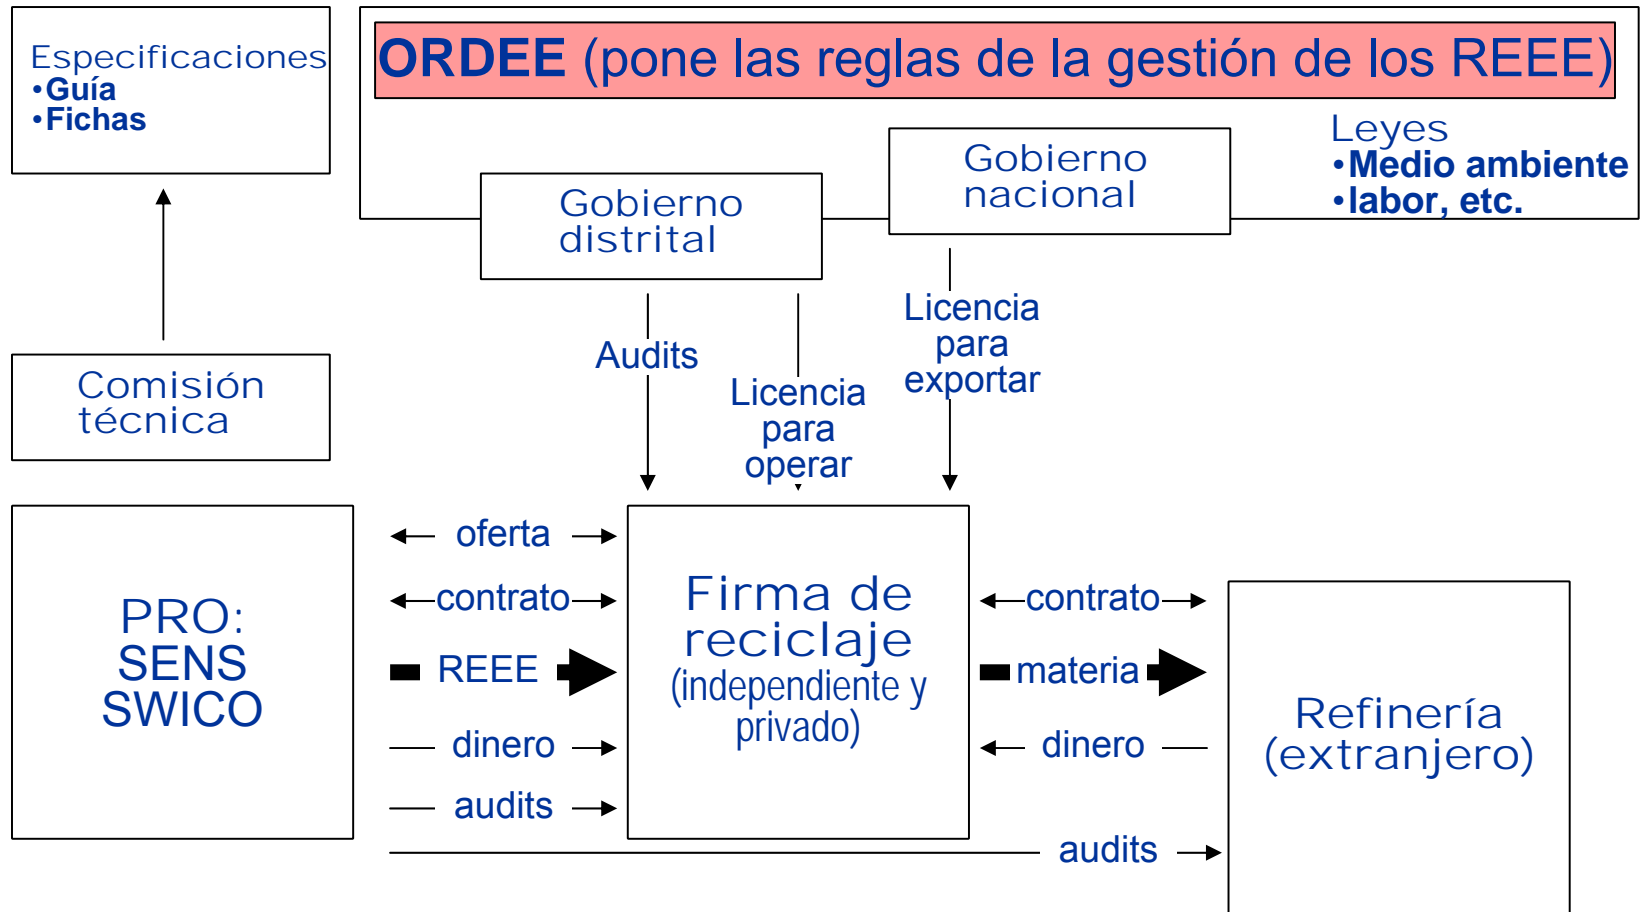 Especificaciones
•Guía
•Fichas
ORDEE (pone las reglas de la gestión de los REEE)
Leyes
•Medio ambiente
•labor, etc.
Gobierno
distrital
Gobierno
nacional
Comisión
técnica
Audits
Licencia
para
operar
Licencia
para
exportar
PRO:
SENS
SWICO
oferta
contrato
REEE
dinero
audits
Firma de
reciclaje
(independiente y
privado)
contrato
materia
dinero
audits
Refinería
(extranjero)